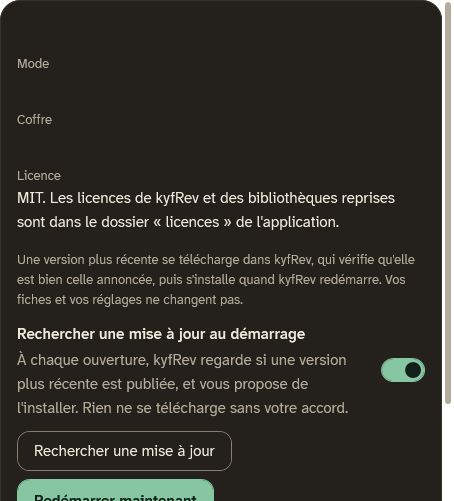 Mode
Coffre
Licence
MIT. Les licences de kyfRev et des bibliothèques reprises
sont dans le dossier « licences » de l'application.
Une version plus récente se télécharge dans kyfRev, qui vérifie qu'elle
est bien celle annoncée, puis s'installe quand kyfRev redémarre. Vos
fiches et vos réglages ne changent pas.
Rechercher une mise à jour au démarrage
À chaque ouverture, kyfRev regarde si une version
plus récente est publiée, et vous propose de
l'installer. Rien ne se télécharge sans votre accord.
Rechercher une mise à jour
Redémarrer maintenant